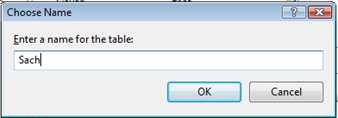 Choose Name
Enter a name for the table:
Sach
OK
Cancel